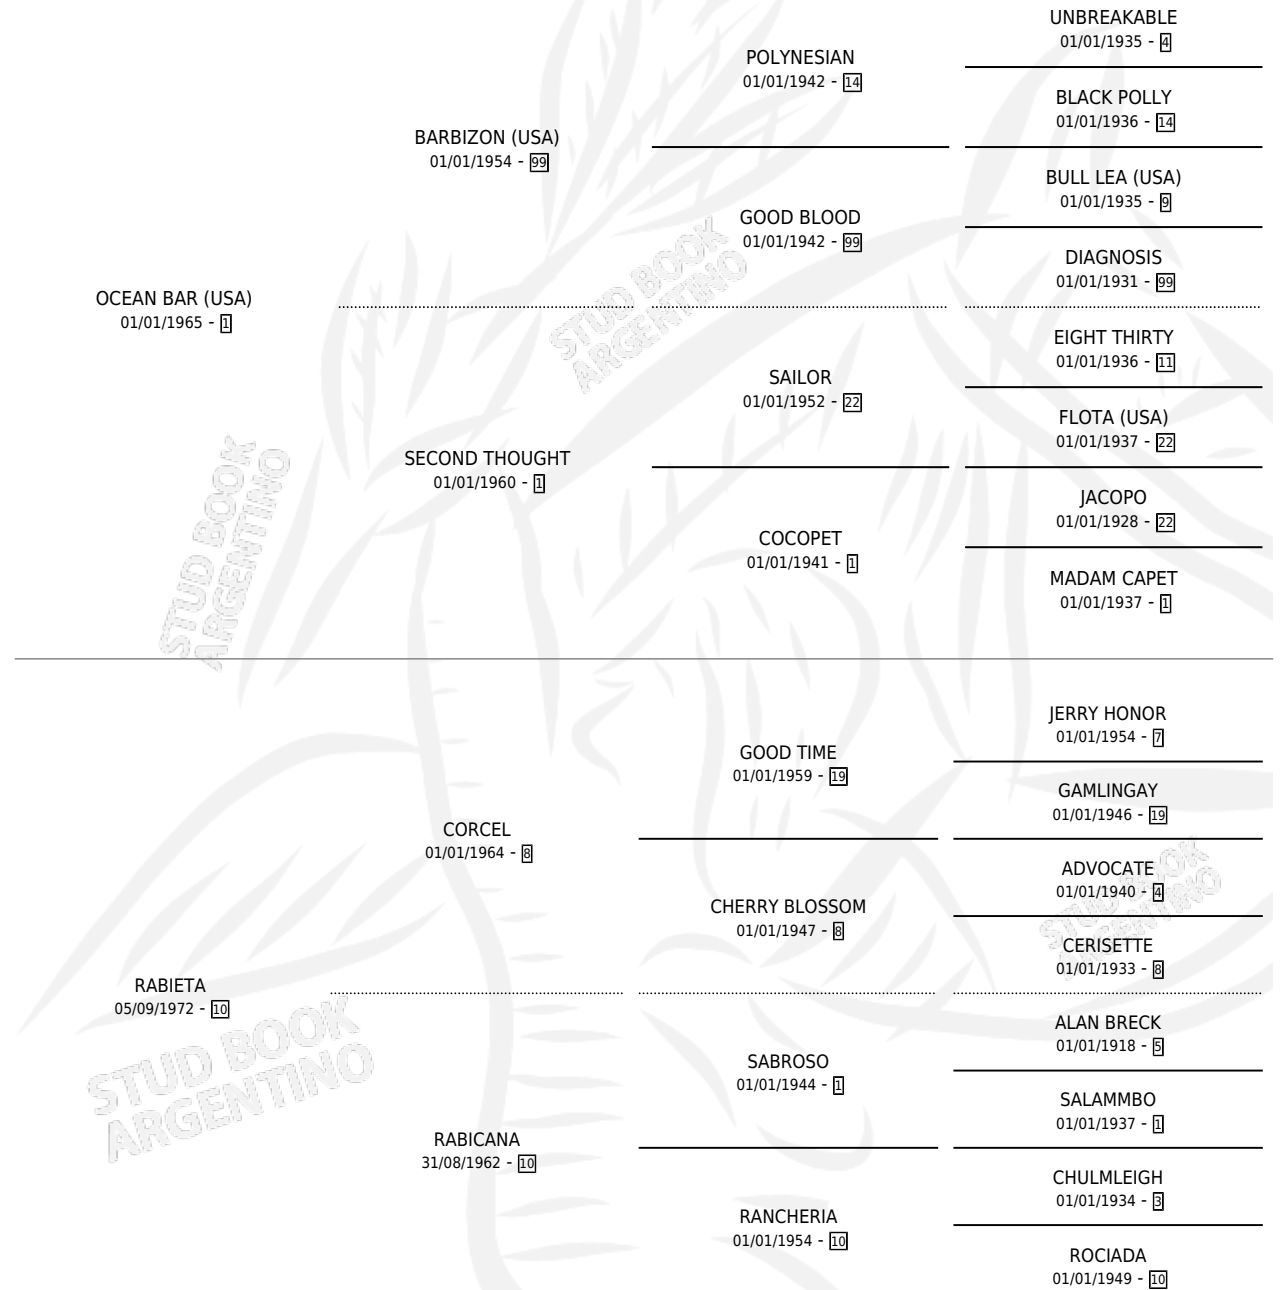 UNBREAKABLE
01/01/1935 - 4
POLYNESIAN
01/01/1942 - 14
BLACK POLLY
01/01/1936 - 14
BARBIZON (USA)
01/01/1954 - 99
BULL LEA (USA)
01/01/1935 - 9
GOOD BLOOD
01/01/1942 - 99
DIAGNOSIS
01/01/1931 - 99
STUD BOOK
ARGENTINO
OCEAN BAR (USA)
01/01/1965 - 1
EIGHT THIRTY
01/01/1936 - 11
SAILOR
01/01/1952 - 22
FLOTA (USA)
01/01/1937 - 22
SECOND THOUGHT
01/01/1960 - 1
JACOPO
01/01/1928 - 22
COCOPET
01/01/1941 - 1
MADAM CAPET
01/01/1937 - 1
STUD BOOK
ARGENTINO
JERRY HONOR
01/01/1954 - 7
GOOD TIME
01/01/1959 - 19
GAMLINGAY
01/01/1946 - 19
CORCEL
01/01/1964 - 8
ADVOCATE
01/01/1940 - 4
CHERRY BLOSSOM
01/01/1947 - 8
CERISETTE
01/01/1933 - 8
STUD BOOK
ARGENTINO
RABIETA
05/09/1972 - 10
ALAN BRECK
01/01/1918 - 5
SABROSO
01/01/1944 - 1
SALAMMBO
01/01/1937 - 1
STUD BOOK
ARGENTINO
RABICANA
31/08/1962 - 10
CHULMLEIGH
01/01/1934 - 3
RANCHERIA
01/01/1954 - 10
ROCIADA
01/01/1949 - 10